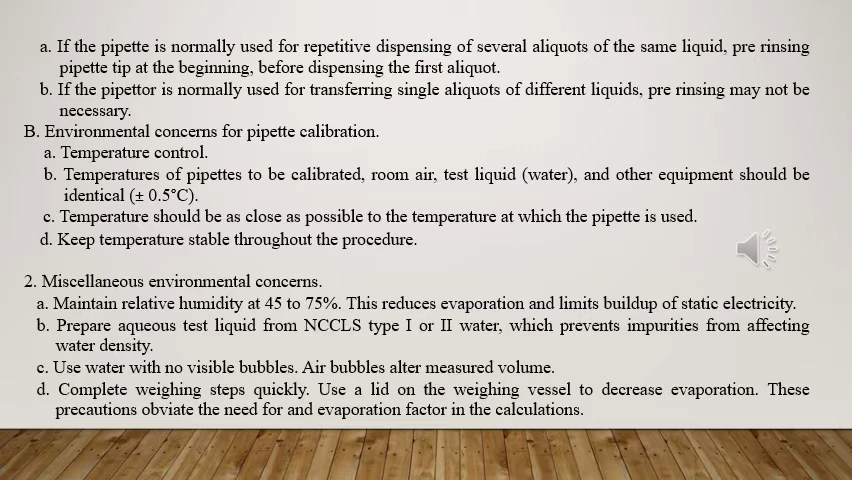 a. If the pipette is normally used for repetitive dispensing of several aliquots of the same liquid, pre rinsing
pipette tip at the beginning, before dispensing the first aliquot.
b. If the pipettor is normally used for transferring single aliquots of different liquids, pre rinsing may not be
necessary.
B. Environmental concerns for pipette calibration.
a. Temperature control.
b. Temperatures of pipettes to be calibrated, room air, test liquid (water), and other equipment should be
identical (± 0.5°C).
c. Temperature should be as close as possible to the temperature at which the pipette is used.
d. Keep temperature stable throughout the procedure.
2. Miscellaneous environmental concerns.
a. Maintain relative humidity at 45 to 75%. This reduces evaporation and limits buildup of static electricity.
b. Prepare aqueous test liquid from NCCLS type I or II water, which prevents impurities from affecting
water density.
c. Use water with no visible bubbles. Air bubbles alter measured volume.
d. Complete weighing steps quickly. Use a lid on the weighing vessel to decrease evaporation. These
precautions obviate the need for and evaporation factor in the calculations.